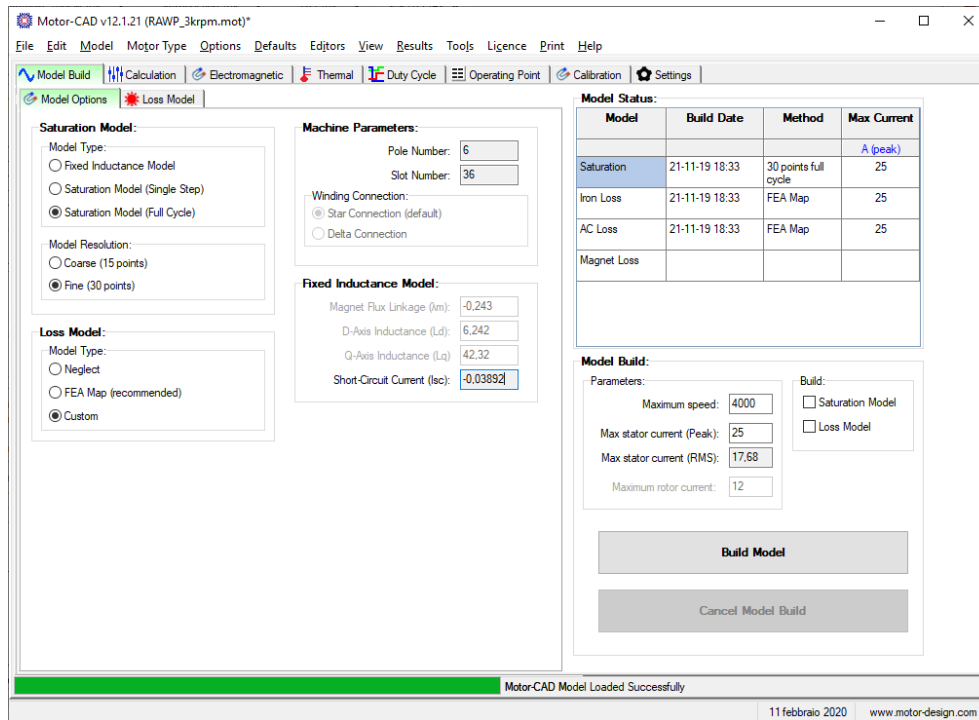 Motor-CAD v12.1.21 (RAWP_3krpm.mot)*
File Edit Model Motor Type Options Defaults Editors View Results Tools Licence Print Help
Model Build Calculation Electromagnetic Thermal Duty Cycle Operating Point Calibration Settings
Model Options Loss Model
Saturation Model:
Model Type:
Fixed Inductance Model
Saturation Model (Single Step)
Saturation Model (Full Cycle)
Model Resolution:
Coarse (15 points)
Fine (30 points)
Loss Model:
Model Type:
Neglect
FEA Map (recommended)
Custom
Machine Parameters:
Pole Number: 6
Slot Number: 36
Winding Connection:
Star Connection (default)
Delta Connection
Fixed Inductance Model:
Magnet Flux Linkage (λm): -0,243
D-Axis Inductance (Ld): 6,242
Q-Axis Inductance (Lq) 42,32
Short-Circuit Current (Isc): -0,03892
Model Status:
Model Build Date Method Max Current
A (peak)
Saturation 21-11-19 18:33 30 points full cycle 25
Iron Loss 21-11-19 18:33 FEA Map 25
AC Loss 21-11-19 18:33 FEA Map 25
Magnet Loss
Model Build:
Parameters:
Maximum speed: 4000
Max stator current (Peak): 25
Max stator current (RMS): 17,68
Maximum rotor current: 12
Build:
Saturation Model
Loss Model
Build Model
Cancel Model Build
Motor-CAD Model Loaded Successfully
11 febbraio 2020 www.motor-design.com